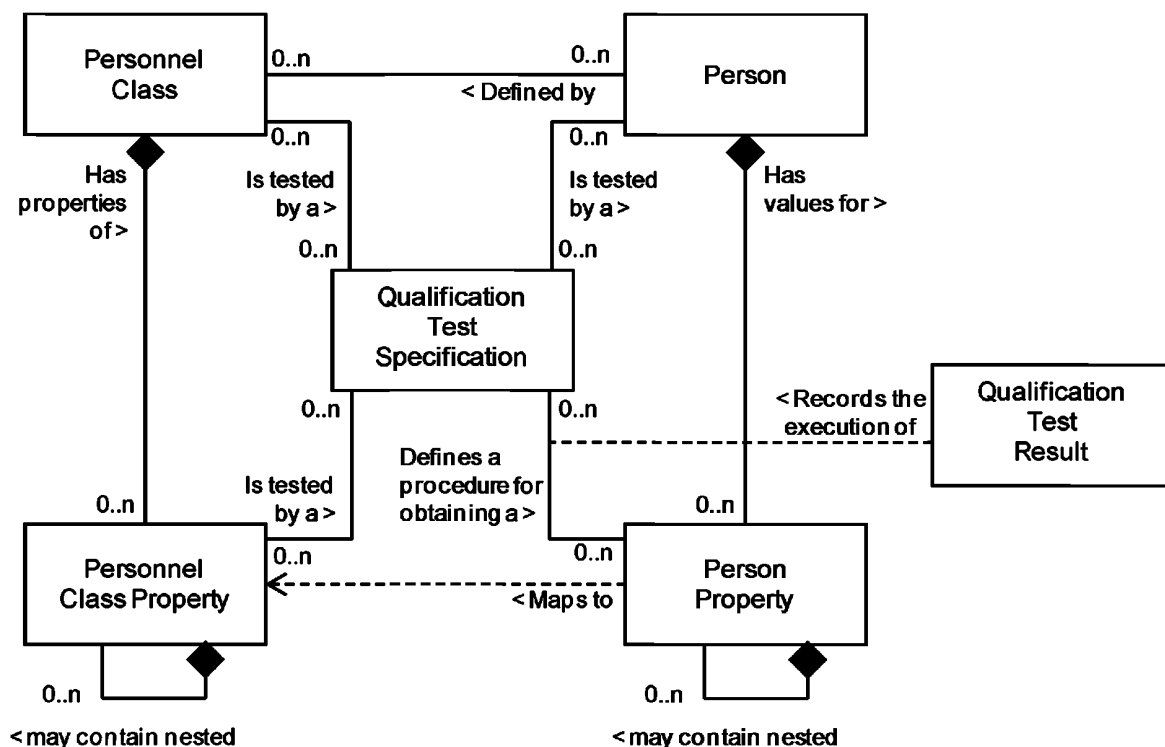 Personnel
Class
0..n
0..n
< Defined by
Person
0..n
0..n
Has
properties
of >
Is tested
by a >
Is tested
by a >
Has
values for >
0..n
0..n
Qualification
Test
Specification
0..n
0..n
< Records the
execution of
Qualification
Test
Result
Defines a
procedure for
obtaining a >
Is tested
by a >
0..n
0..n
Personnel
Class Property
0..n
0..n
< Maps to
Person
Property
0..n
0..n
< may contain nested
< may contain nested